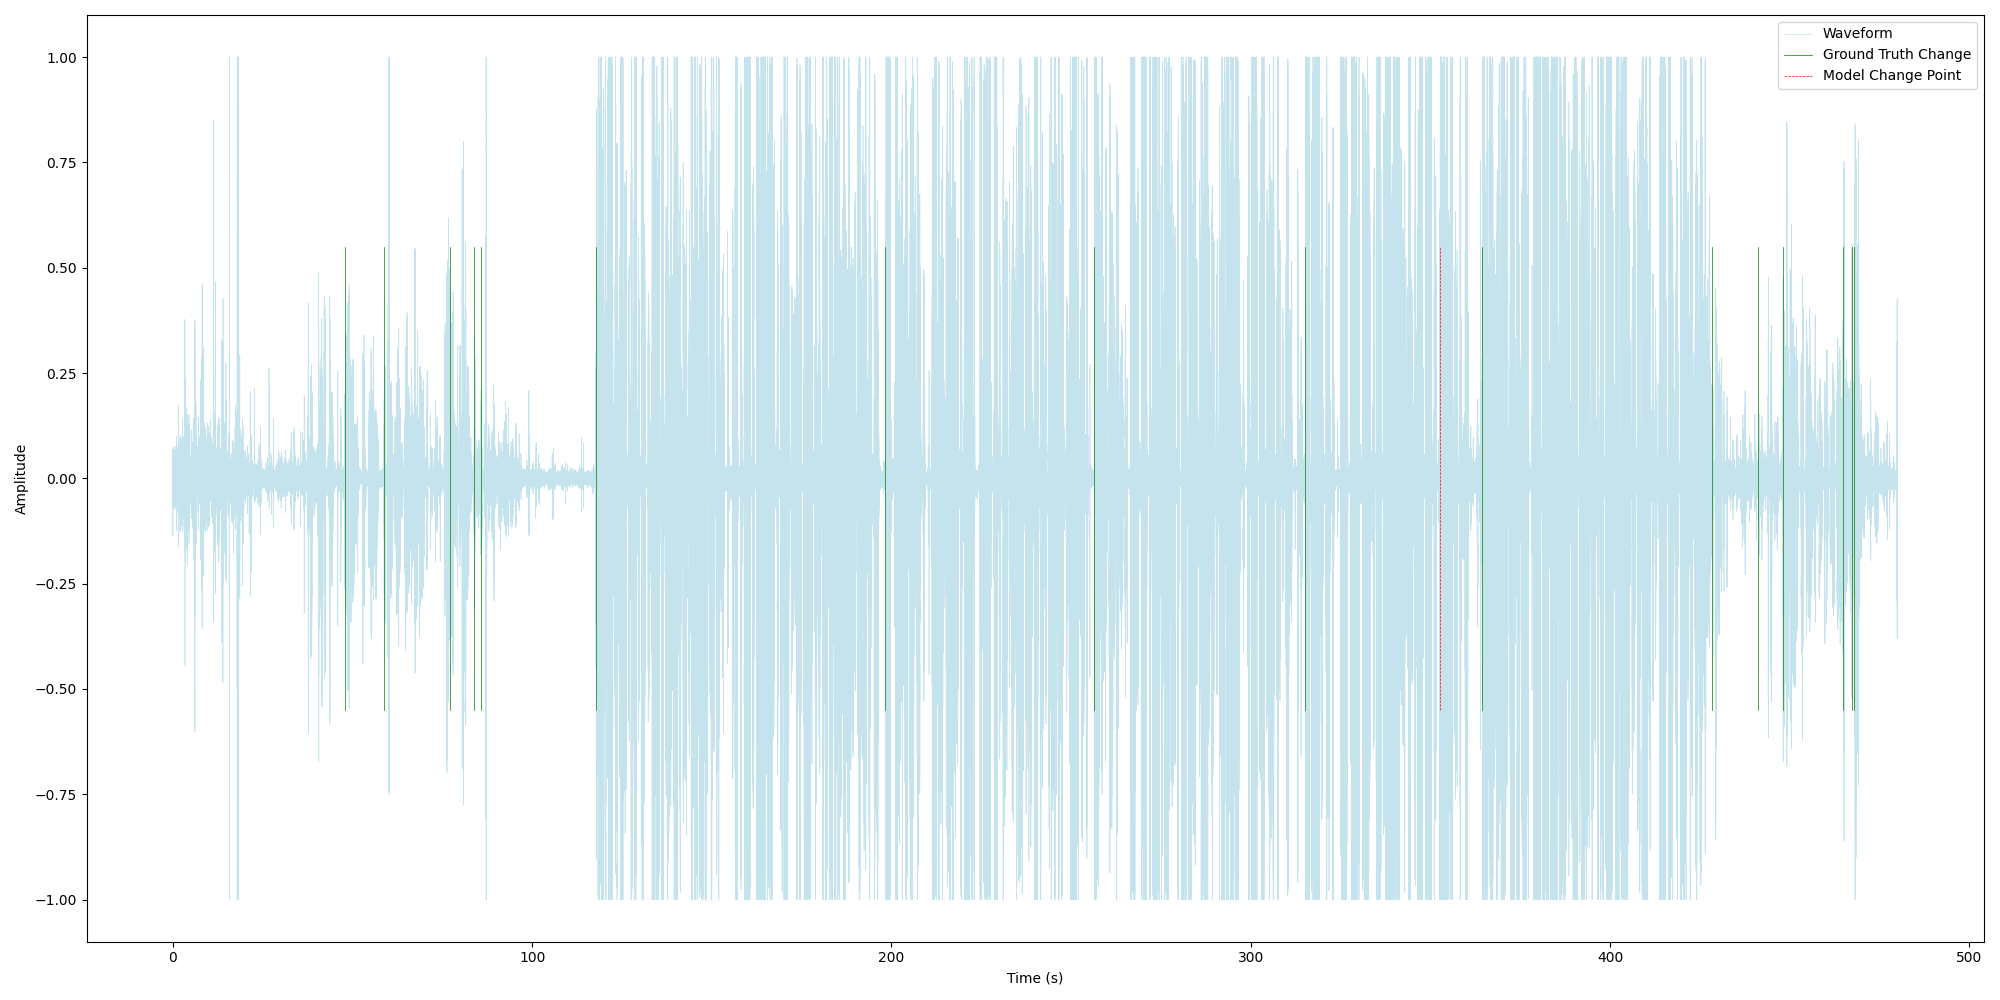 Waveform
Ground Truth Change
Model Change Point
1.00
0.75
0.50
0.25
0.00
−0.25
−0.50
−0.75
−1.00
Amplitude
0 100 200 300 400 500
Time (s)